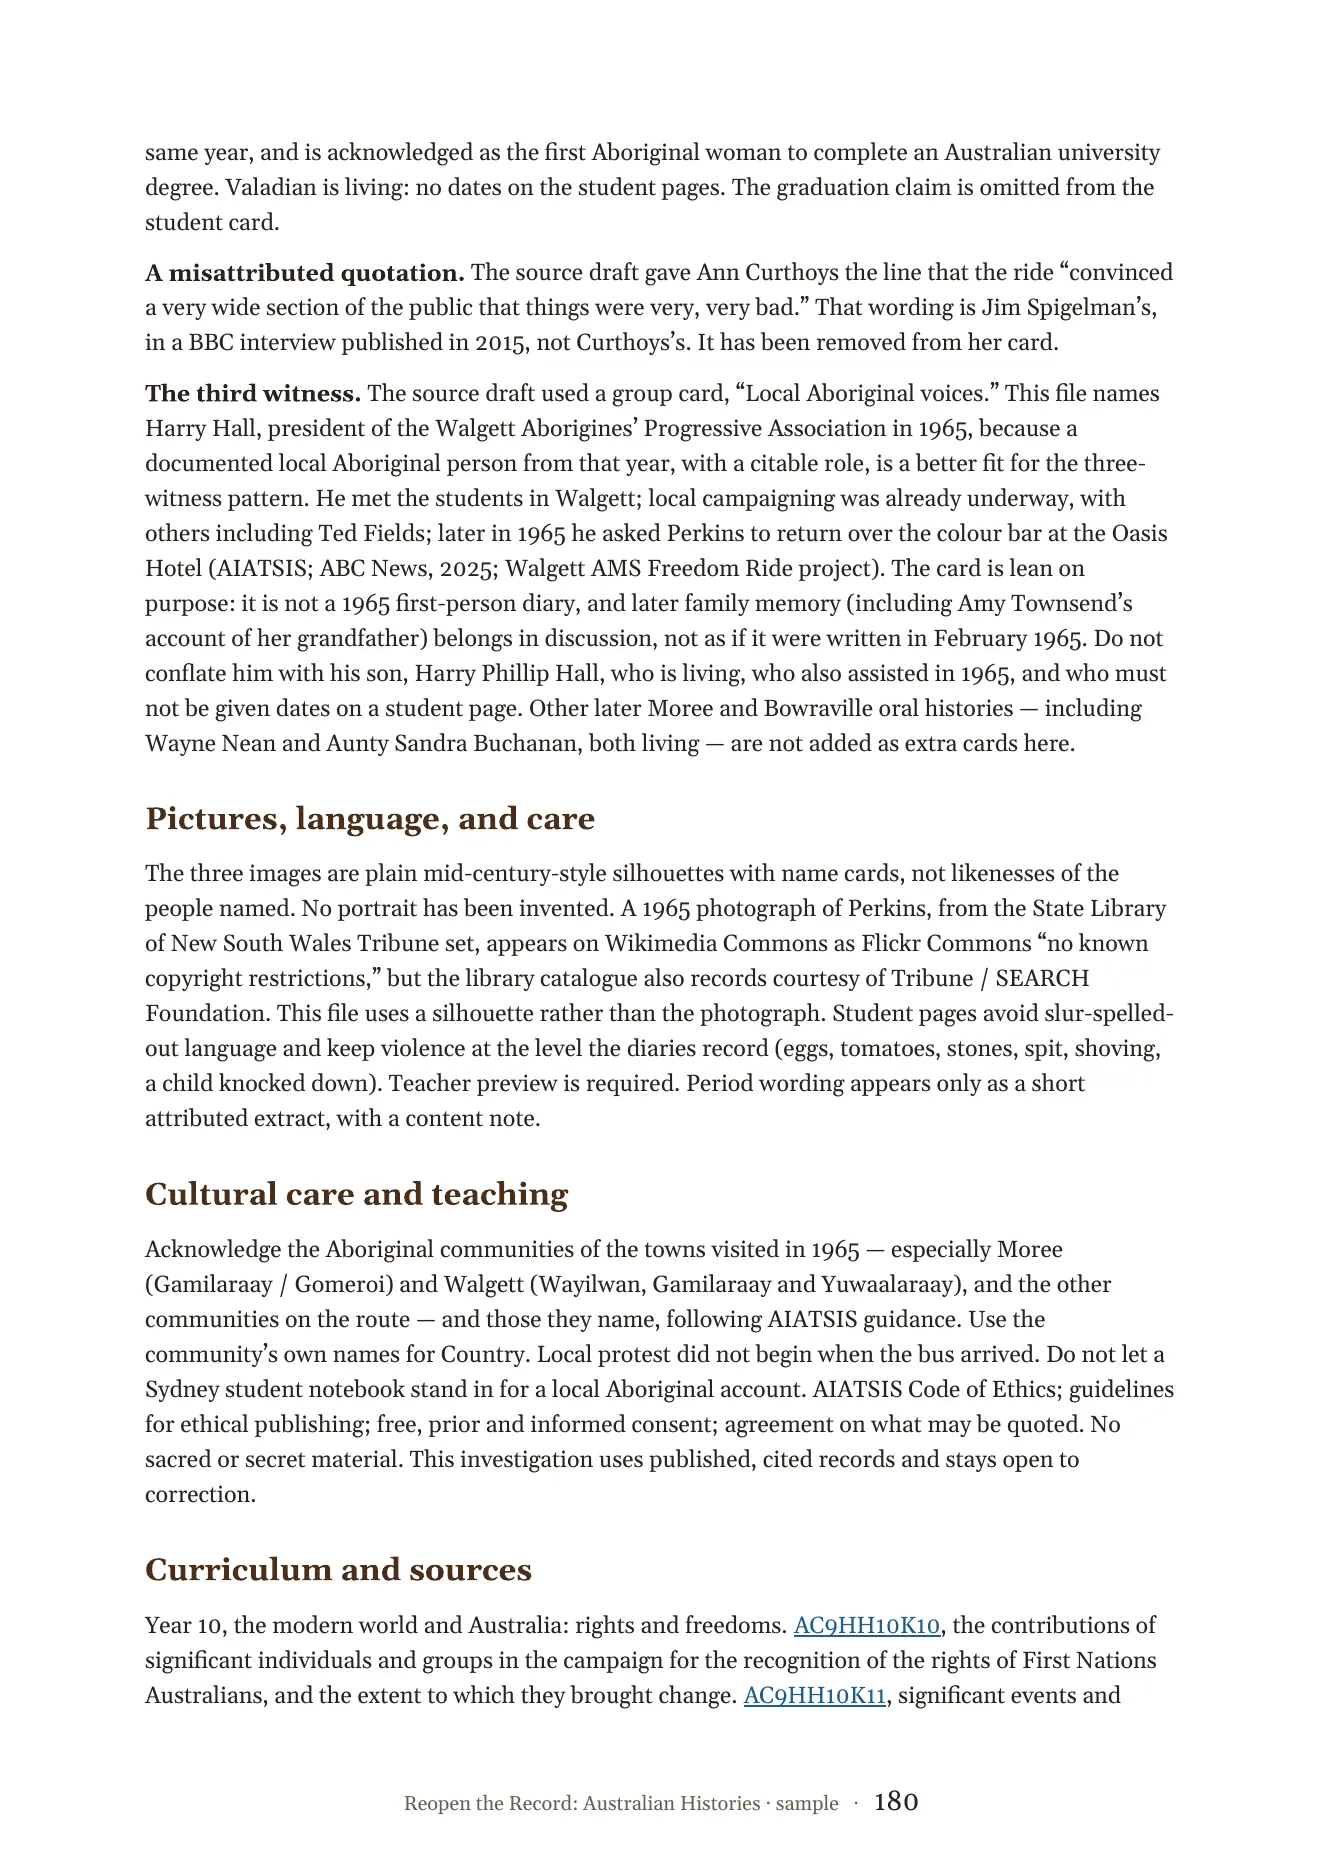 same year, and is acknowledged as the first Aboriginal woman to complete an Australian university
degree. Valadian is living: no dates on the student pages. The graduation claim is omitted from the
student card.
A misattributed quotation. The source draft gave Ann Curthoys the line that the ride “convinced
a very wide section of the public that things were very, very bad.” That wording is Jim Spigelman’s,
in a BBC interview published in 2015, not Curthoys’s. It has been removed from her card.
The third witness. The source draft used a group card, “Local Aboriginal voices.” This file names
Harry Hall, president of the Walgett Aborigines’ Progressive Association in 1965, because a
documented local Aboriginal person from that year, with a citable role, is a better fit for the three-
witness pattern. He met the students in Walgett; local campaigning was already underway, with
others including Ted Fields; later in 1965 he asked Perkins to return over the colour bar at the Oasis
Hotel (AIATSIS; ABC News, 2025; Walgett AMS Freedom Ride project). The card is lean on
purpose: it is not a 1965 first-person diary, and later family memory (including Amy Townsend’s
account of her grandfather) belongs in discussion, not as if it were written in February 1965. Do not
conflate him with his son, Harry Phillip Hall, who is living, who also assisted in 1965, and who must
not be given dates on a student page. Other later Moree and Bowraville oral histories — including
Wayne Nean and Aunty Sandra Buchanan, both living — are not added as extra cards here.
Pictures, language, and care
The three images are plain mid-century-style silhouettes with name cards, not likenesses of the
people named. No portrait has been invented. A 1965 photograph of Perkins, from the State Library
of New South Wales Tribune set, appears on Wikimedia Commons as Flickr Commons “no known
copyright restrictions,” but the library catalogue also records courtesy of Tribune / SEARCH
Foundation. This file uses a silhouette rather than the photograph. Student pages avoid slur-spelled-
out language and keep violence at the level the diaries record (eggs, tomatoes, stones, spit, shoving,
a child knocked down). Teacher preview is required. Period wording appears only as a short
attributed extract, with a content note.
Cultural care and teaching
Acknowledge the Aboriginal communities of the towns visited in 1965 — especially Moree
(Gamilaraay / Gomeroi) and Walgett (Wayilwan, Gamilaraay and Yuwaalaraay), and the other
communities on the route — and those they name, following AIATSIS guidance. Use the
community’s own names for Country. Local protest did not begin when the bus arrived. Do not let a
Sydney student notebook stand in for a local Aboriginal account. AIATSIS Code of Ethics; guidelines
for ethical publishing; free, prior and informed consent; agreement on what may be quoted. No
sacred or secret material. This investigation uses published, cited records and stays open to
correction.
Curriculum and sources
Year 10, the modern world and Australia: rights and freedoms. AC9HH10K10, the contributions of
significant individuals and groups in the campaign for the recognition of the rights of First Nations
Australians, and the extent to which they brought change. AC9HH10K11, significant events and
Reopen the Record: Australian Histories · sample · 180